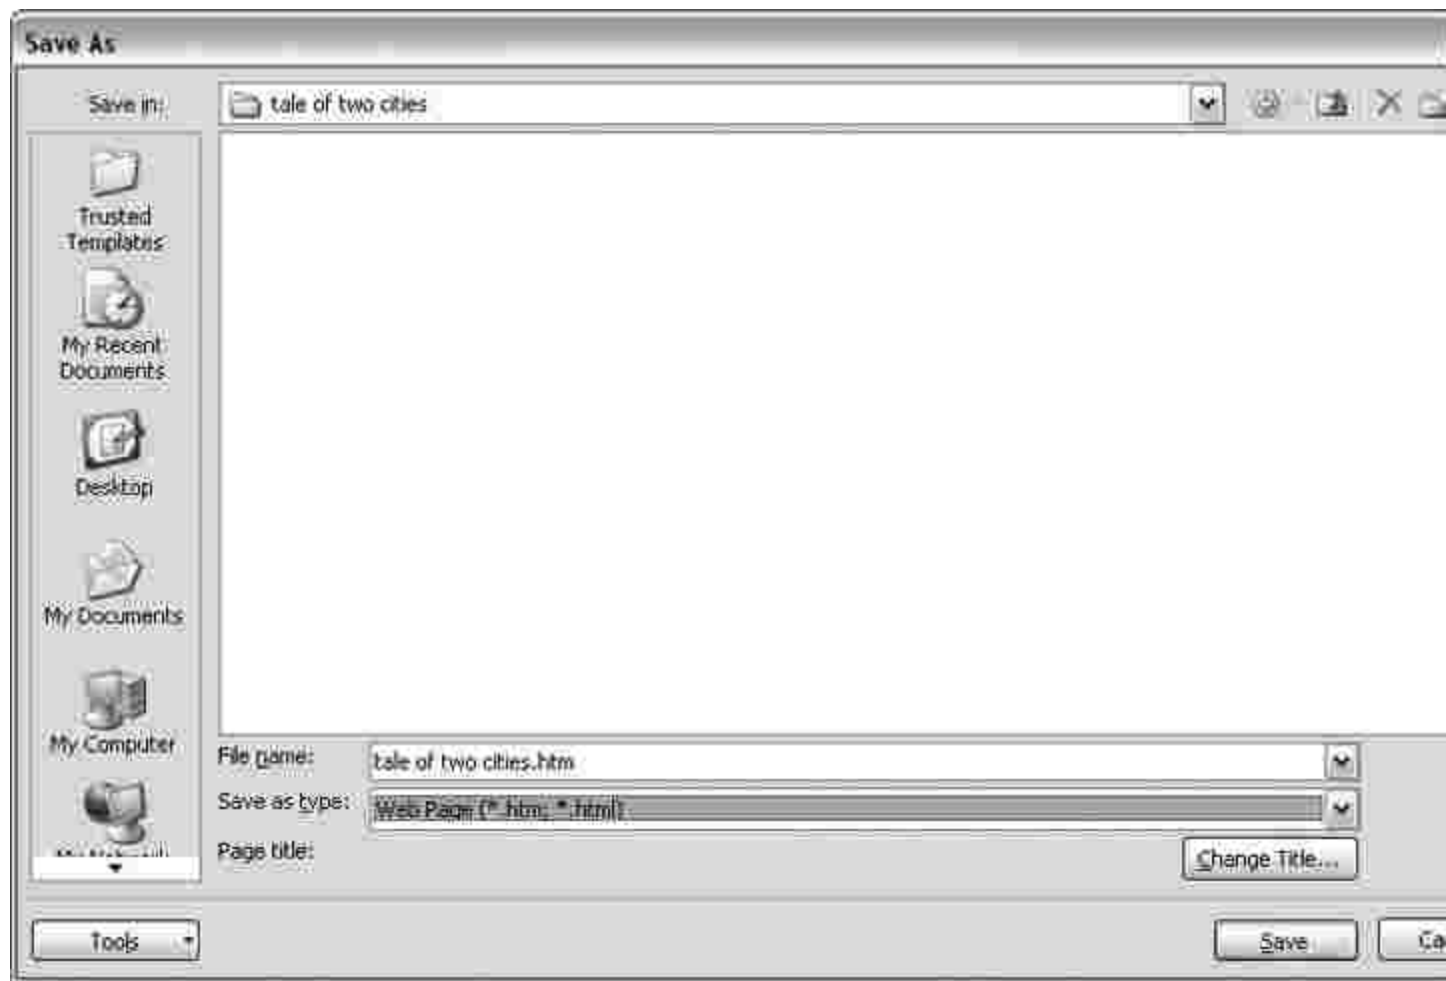 Save As
Save in:
tale of two cities
Trusted
Templates
My Recent
Documents
Desktop
My Documents
My Computer
File name:
tale of two cities.htm
Save as type:
Web Page (*.htm; *.html)
Page title:
Change Title...
Tools
Save
Ca